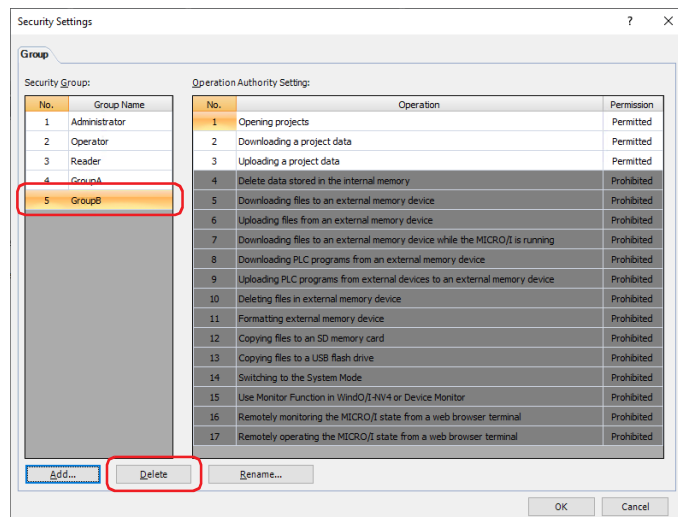 Security Settings ? ×
Group
Security Group: Operation Authority Setting:
No. Group Name No. Operation Permission
1 Administrator 1 Opening projects Permitted
2 Operator 2 Downloading a project data Permitted
3 Reader 3 Uploading a project data Permitted
4 GroupA 4 Delete data stored in the internal memory Prohibited
5 GroupB 5 Downloading files to an external memory device Prohibited
6 Uploading files from an external memory device Prohibited
7 Downloading files to an external memory device while the MICRO/I is running Prohibited
8 Downloading PLC programs from an external memory device Prohibited
9 Uploading PLC programs from external devices to an external memory device Prohibited
10 Deleting files in external memory device Prohibited
11 Formatting external memory device Prohibited
12 Copying files to an SD memory card Prohibited
13 Copying files to a USB flash drive Prohibited
14 Switching to the System Mode Prohibited
15 Use Monitor Function in WindO/I-NV4 or Device Monitor Prohibited
16 Remotely monitoring the MICRO/I state from a web browser terminal Prohibited
17 Remotely operating the MICRO/I state from a web browser terminal Prohibited
Add... Delete Rename...
OK Cancel